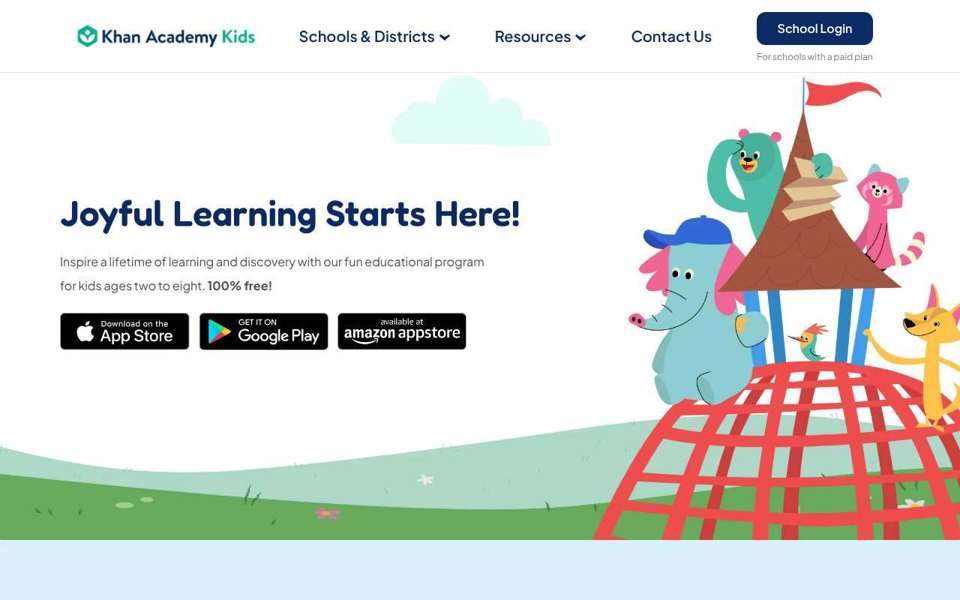 Khan Academy Kids
Schools & Districts
Resources
Contact Us
School Login
For schools with a paid plan
Joyful Learning Starts Here!
Inspire a lifetime of learning and discovery with our fun educational program
for kids ages two to eight. 100% free!
Download on the
App Store
GET IT ON
Google Play
available at
amazon appstore